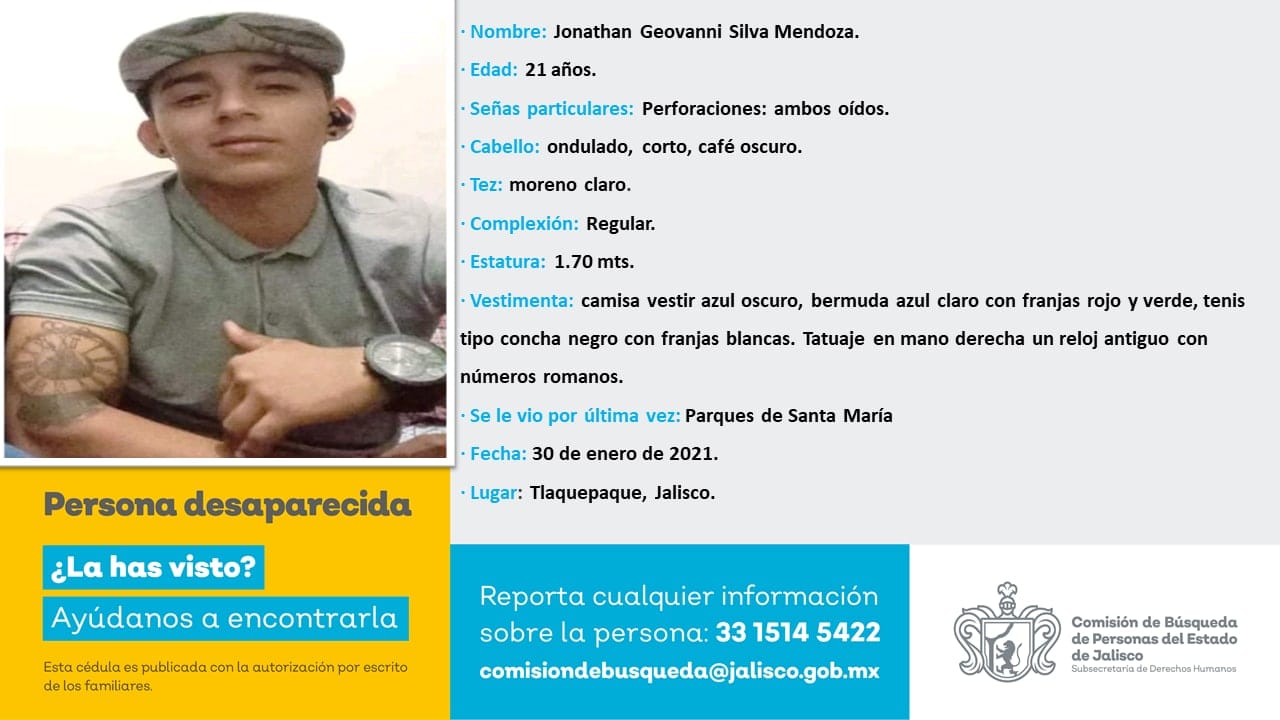 · Nombre: Jonathan Geovanni Silva Mendoza.
· Edad: 21 años.
· Señas particulares: Perforaciones: ambos oídos.
· Cabello: ondulado, corto, café oscuro.
· Tez: moreno claro.
· Complexión: Regular.
· Estatura: 1.70 mts.
· Vestimenta: camisa vestir azul oscuro, bermuda azul claro con franjas rojo y verde, tenis
tipo concha negro con franjas blancas. Tatuaje en mano derecha un reloj antiguo con
números romanos.
· Se le vio por última vez: Parques de Santa María
· Fecha: 30 de enero de 2021.
· Lugar: Tlaquepaque, Jalisco.
Persona desaparecida
¿La has visto?
Ayúdanos a encontrarla
Esta cédula es publicada con la autorización por escrito
de los familiares.
Reporta cualquier información
sobre la persona: 33 1514 5422
comisiondebusqueda@jalisco.gob.mx
Comisión de Búsqueda
de Personas del Estado
de Jalisco
Subsecretaría de Derechos Humanos